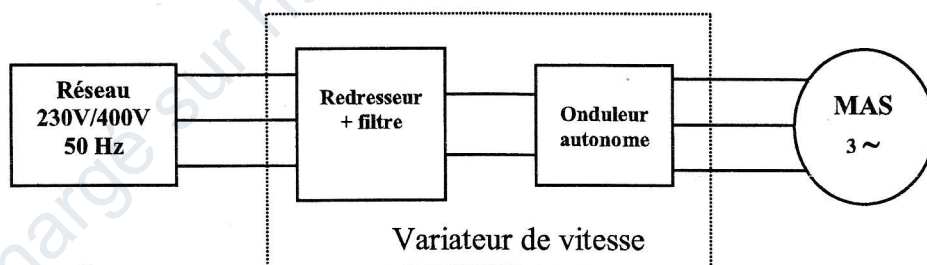 Réseau
230V/400V
50 Hz
Redresseur
+ filtre
Onduleur
autonome
MAS
3 ~
Variateur de vitesse